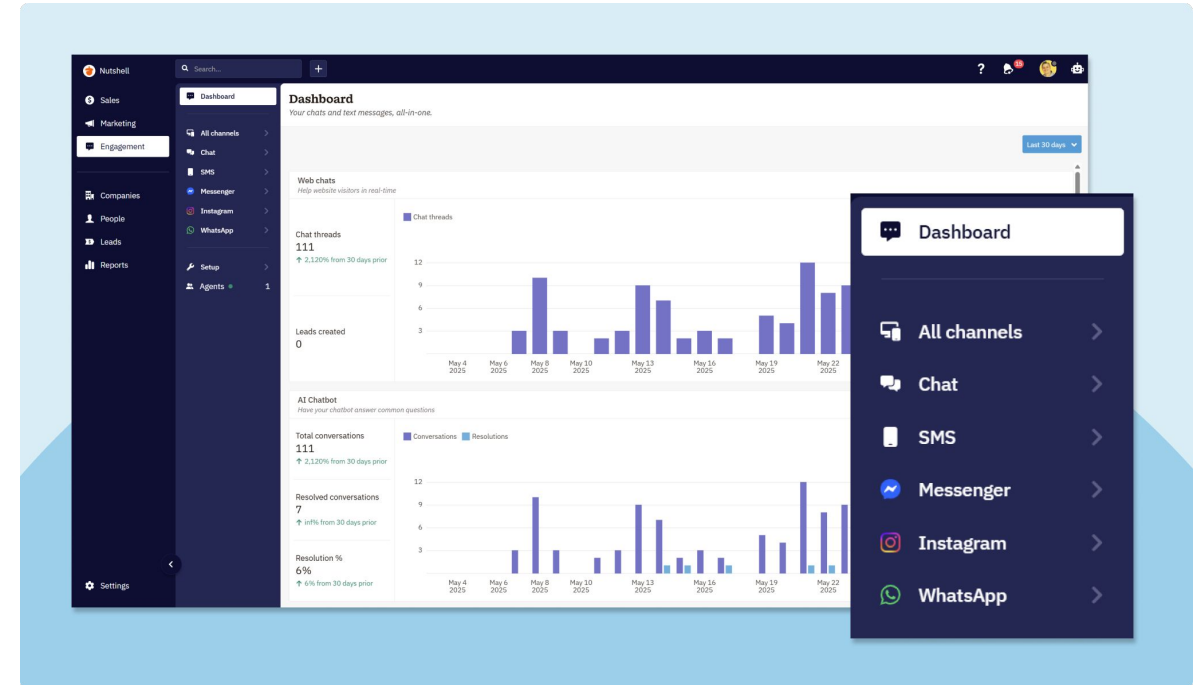 Nutshell
Search...
+
?
15
Sales
Marketing
Engagement
Companies
People
Leads
Reports
Settings
Dashboard
All channels
Chat
SMS
Messenger
Instagram
WhatsApp
Setup
Agents 1
Dashboard
Your chats and text messages, all-in-one.
Last 30 days
Web chats
Help website visitors in real-time
Chat threads
111
↑ 2,120% from 30 days prior
Leads created
0
Chat threads
12
9
6
3
May 4 2025
May 6 2025
May 8 2025
May 10 2025
May 13 2025
May 16 2025
May 19 2025
May 22 2025
AI Chatbot
Have your chatbot answer common questions
Total conversations
111
↑ 2,120% from 30 days prior
Resolved conversations
7
↑ inf% from 30 days prior
Resolution %
6%
↑ 6% from 30 days prior
Conversations Resolutions
12
9
6
3
May 4 2025
May 6 2025
May 8 2025
May 10 2025
May 13 2025
May 16 2025
May 19 2025
May 22 2025
Dashboard
All channels
Chat
SMS
Messenger
Instagram
WhatsApp